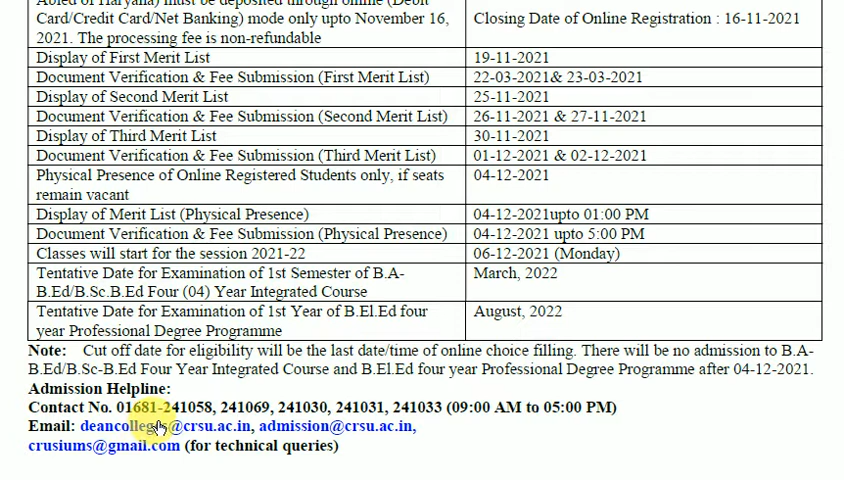 Abled of Haryana) must be deposited through online (Debit
Card/Credit Card/Net Banking) mode only upto November 16,
2021. The processing fee is non-refundable
Closing Date of Online Registration : 16-11-2021
Display of First Merit List 19-11-2021
Document Verification & Fee Submission (First Merit List) 22-03-2021& 23-03-2021
Display of Second Merit List 25-11-2021
Document Verification & Fee Submission (Second Merit List) 26-11-2021 & 27-11-2021
Display of Third Merit List 30-11-2021
Document Verification & Fee Submission (Third Merit List) 01-12-2021 & 02-12-2021
Physical Presence of Online Registered Students only, if seats
remain vacant
04-12-2021
Display of Merit List (Physical Presence) 04-12-2021upto 01:00 PM
Document Verification & Fee Submission (Physical Presence) 04-12-2021 upto 5:00 PM
Classes will start for the session 2021-22 06-12-2021 (Monday)
Tentative Date for Examination of 1st Semester of B.A-
B.Ed/B.Sc.B.Ed Four (04) Year Integrated Course
March, 2022
Tentative Date for Examination of 1st Year of B.El.Ed four
year Professional Degree Programme
August, 2022
Note: Cut off date for eligibility will be the last date/time of online choice filling. There will be no admission to B.A-
B.Ed/B.Sc-B.Ed Four Year Integrated Course and B.El.Ed four year Professional Degree Programme after 04-12-2021.
Admission Helpline:
Contact No. 01681-241058, 241069, 241030, 241031, 241033 (09:00 AM to 05:00 PM)
Email: deancolleges@crsu.ac.in, admission@crsu.ac.in,
crusiums@gmail.com (for technical queries)